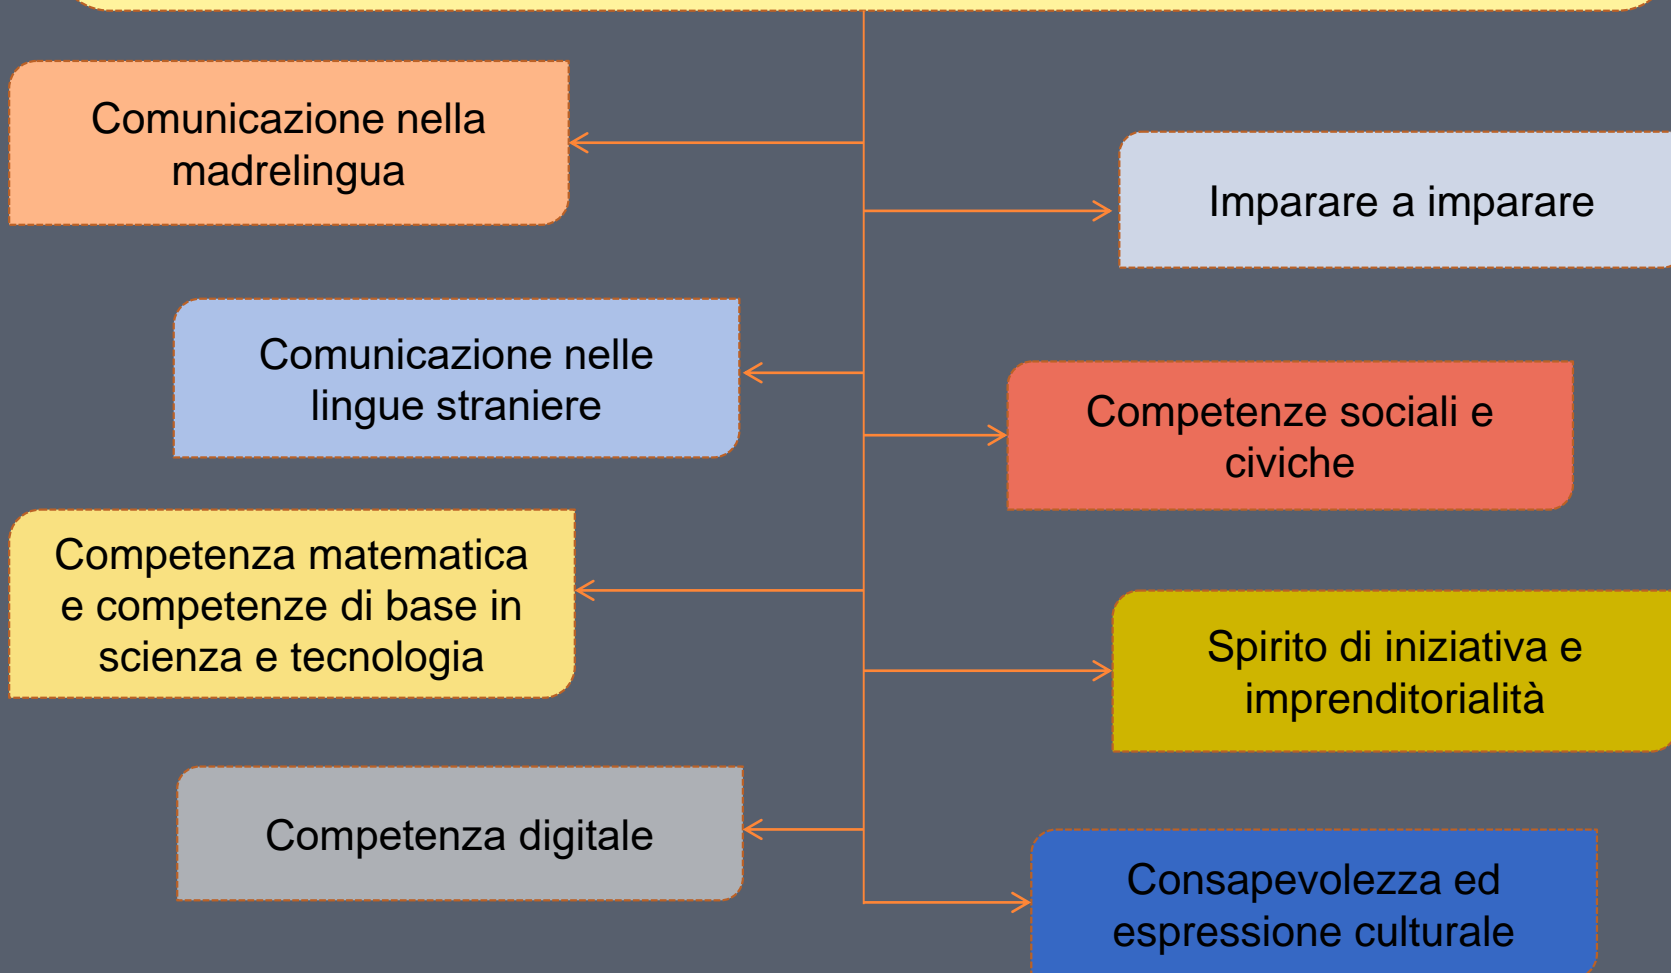 Comunicazione nella
madrelingua
Imparare a imparare
Comunicazione nelle
lingue straniere
Competenze sociali e
civiche
Competenza matematica
e competenze di base in
scienza e tecnologia
Spirito di iniziativa e
imprenditorialità
Competenza digitale
Consapevolezza ed
espressione culturale